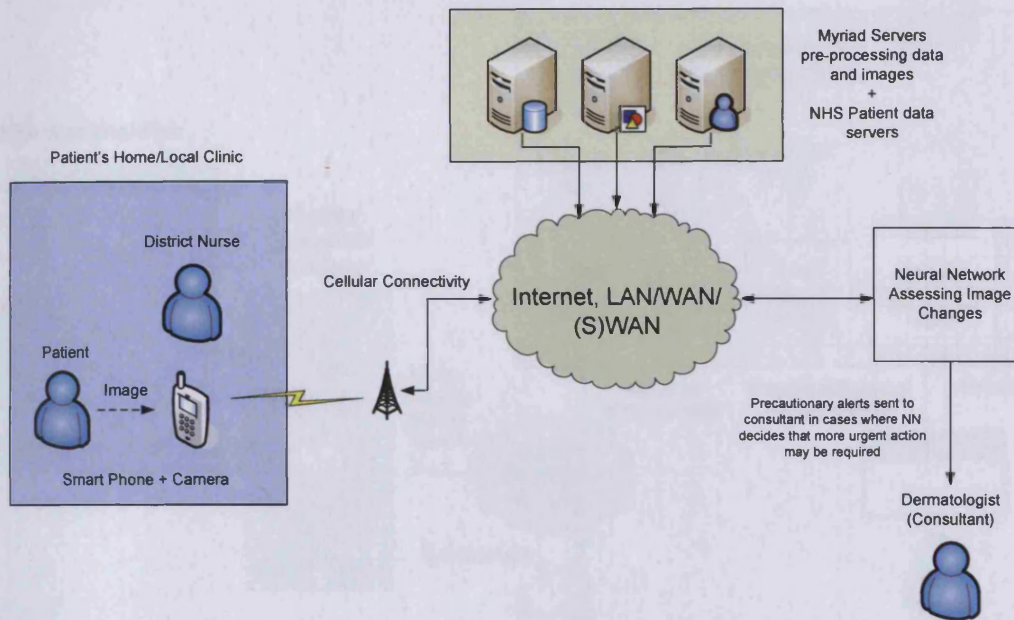 Myriad Servers
pre-processing data
and images
+
NHS Patient data
servers
Patient's Home/Local Clinic
District Nurse
Patient
Image
Smart Phone + Camera
Cellular Connectivity
Internet, LAN/WAN/
(S)WAN
Neural Network
Assessing Image
Changes
Precautionary alerts sent to
consultant in cases where NN
decides that more urgent action
may be required
Dermatologist
(Consultant)